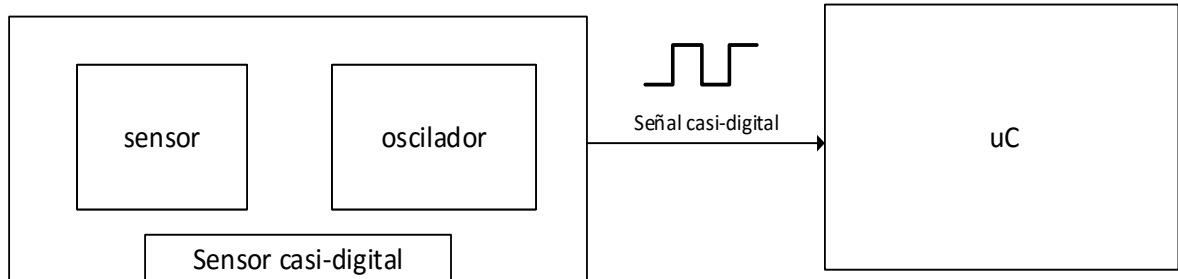 sensor
oscilador
Señal casi-digital
uC
Sensor casi-digital